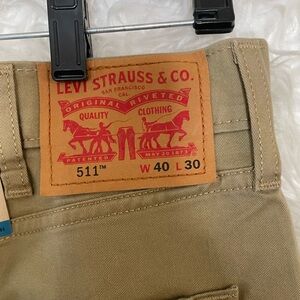 LEVI STRAUSS & CO.
SAN FRANCISCO
CAL.
ORIGINAL RIVETED
QUALITY CLOTHING
PATENTED MAY 20 1873
511™ W 40 L 30